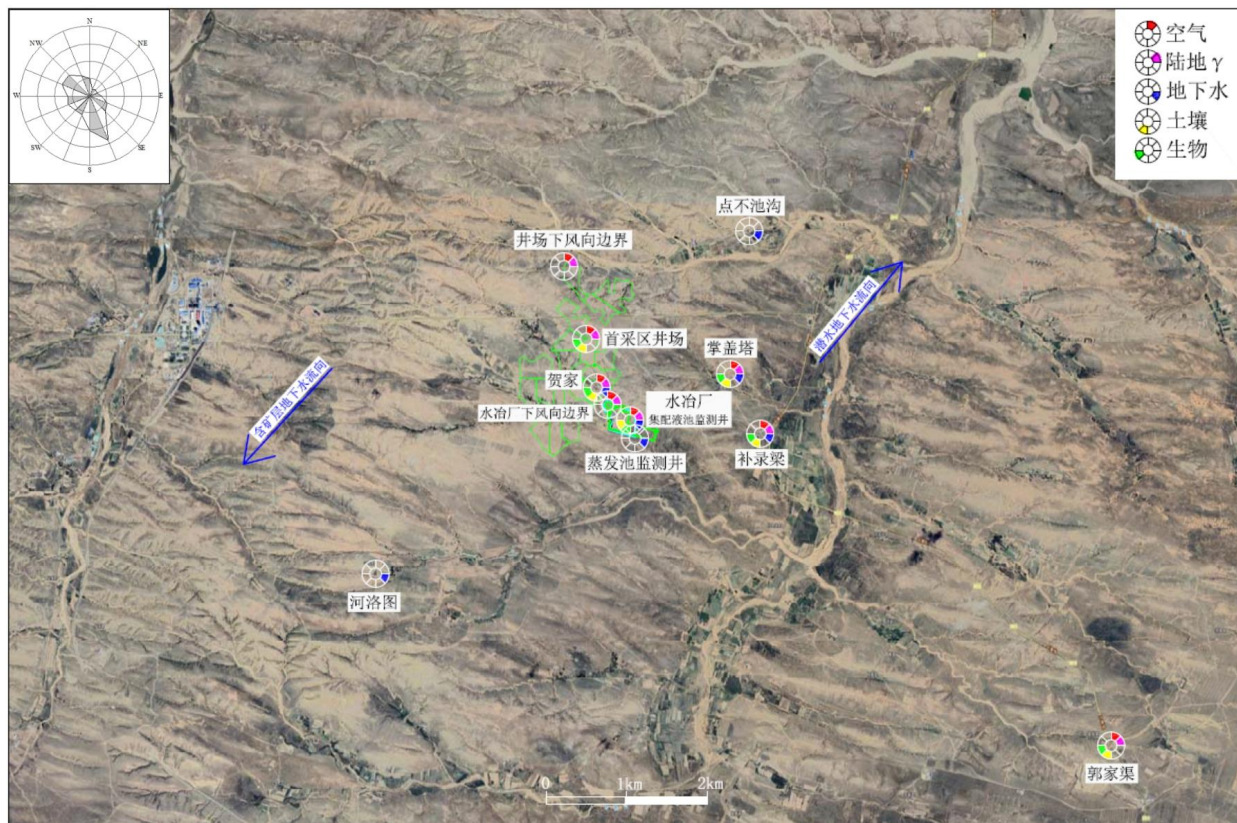 N
NW
NE
W
E
SW
SE
S
空气
陆地γ
地下水
土壤
生物
点不池沟
井场下风向边界
潜水地下水流向
首采区井场
掌盖塔
贺家
含矿层地下水流向
水冶厂下风向边界
水冶厂
集配液池监测井
补录梁
蒸发池监测井
河洛图
郭家渠
0 1km 2km